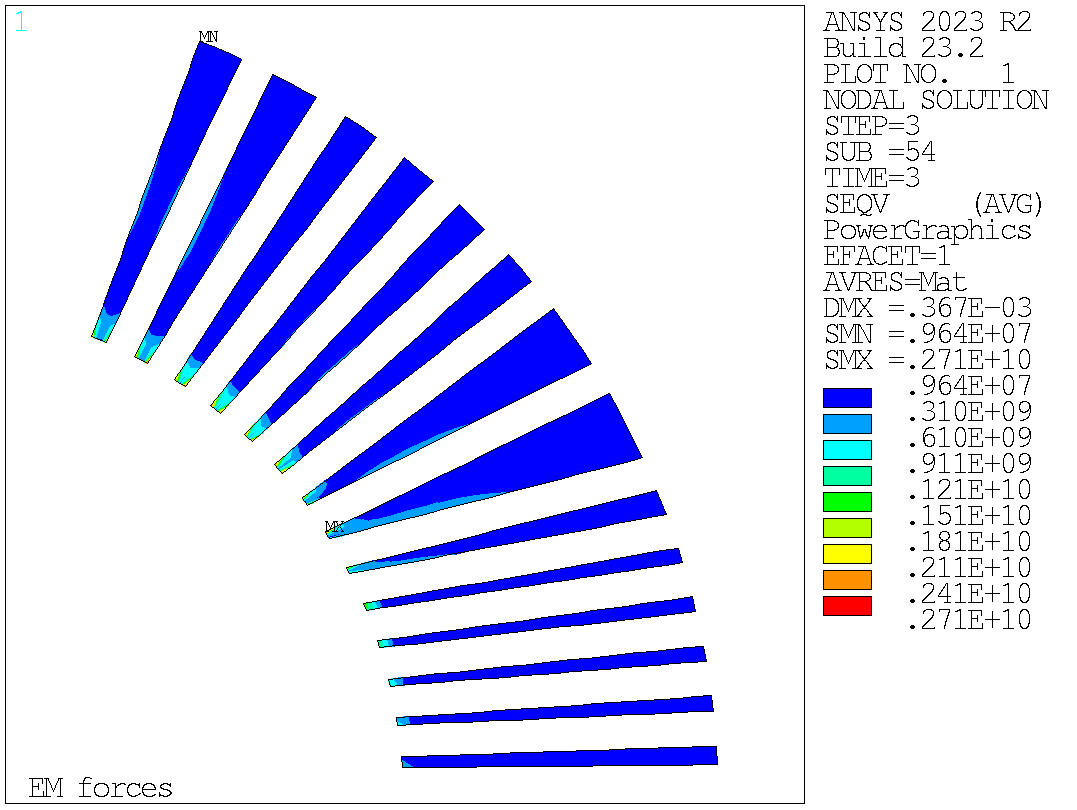 1
MN
MX
EM forces
ANSYS 2023 R2
Build 23.2
PLOT NO.   1
NODAL SOLUTION
STEP=3
SUB =54
TIME=3
SEQV     (AVG)
PowerGraphics
EFACET=1
AVRES=Mat
DMX =.367E-03
SMN =.964E+07
SMX =.271E+10
.964E+07
.310E+09
.610E+09
.911E+09
.121E+10
.151E+10
.181E+10
.211E+10
.241E+10
.271E+10